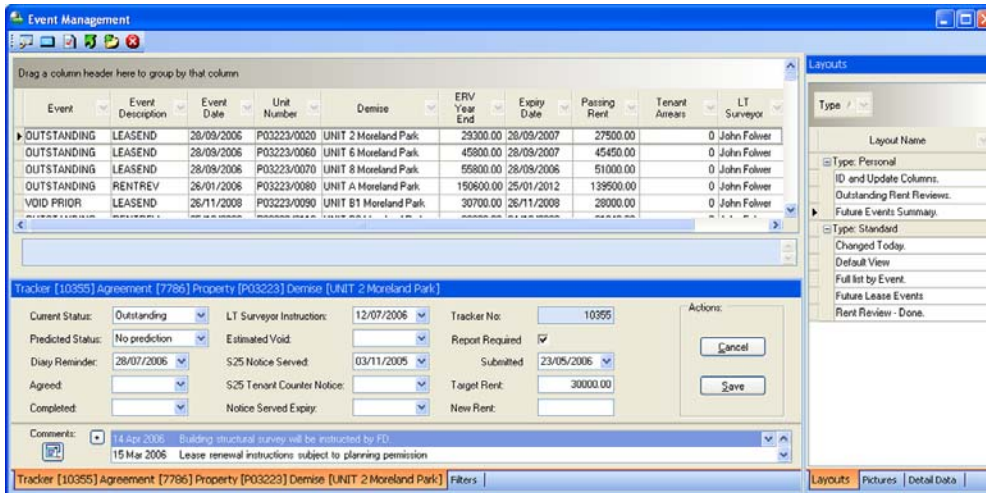 Event Management
Drag a column header here to group by that column
Event Event Description Event Date Unit Number Demise ERV Year End Expiry Date Passing Rent Tenant Arrears LT Surveyor
OUTSTANDING LEASEND 28/09/2006 P03223/0020 UNIT 2 Moreland Park 29300.00 28/09/2007 27500.00 0 John Folwer
OUTSTANDING LEASEND 28/09/2006 P03223/0060 UNIT 6 Moreland Park 45800.00 28/09/2007 45450.00 0 John Folwer
OUTSTANDING LEASEND 28/09/2006 P03223/0070 UNIT 8 Moreland Park 55800.00 28/09/2006 51000.00 0 John Folwer
OUTSTANDING RENTREV 26/01/2006 P03223/0080 UNIT A Moreland Park 150600.00 25/01/2012 139500.00 0 John Folwer
VOID PRIOR LEASEND 26/11/2008 P03223/0090 UNIT B1 Moreland Park 30700.00 26/11/2008 28000.00 0 John Folwer
Tracker [10355] Agreement [7786] Property [P03223] Demise [UNIT 2 Moreland Park]
Current Status: Outstanding LT Surveyor Instruction: 12/07/2006 Tracker No: 10355
Predicted Status: No prediction Estimated Void: Report Required
Diary Reminder: 28/07/2006 S25 Notice Served: 03/11/2005 Submitted 23/05/2006
Agreed: S25 Tenant Counter Notice: Target Rent: 30000.00
Completed: Notice Served Expiry: New Rent:
Actions:
Cancel
Save
Comments: 14 Apr 2006 Building structural survey will be instructed by FD.
15 Mar 2006 Lease renewal instructions subject to planning permission
Tracker [10355] Agreement [7786] Property [P03223] Demise [UNIT 2 Moreland Park] Filters
Layouts
Type
Layout Name
Type: Personal
ID and Update Columns.
Outstanding Rent Reviews.
Future Events Summary.
Type: Standard
Changed Today.
Default View
Full list by Event.
Future Lease Events
Rent Review - Done.
Layouts Pictures Detail Data